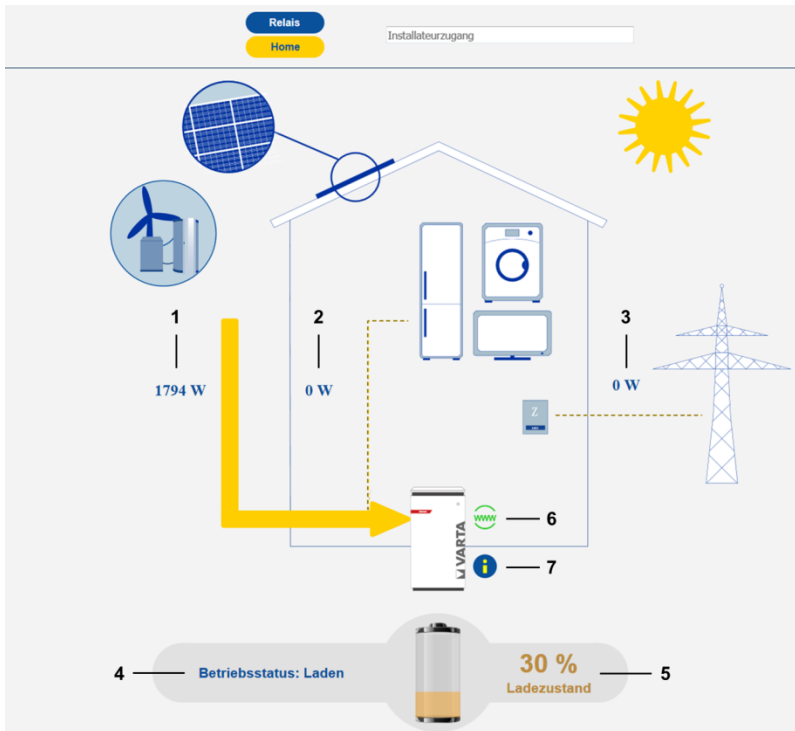 Relais
Home
Installateurzugang
1
2
3
1794 W
0 W
0 W
Z
6
www
VARTA
7
4
Betriebsstatus: Laden
30 %
Ladezustand
5